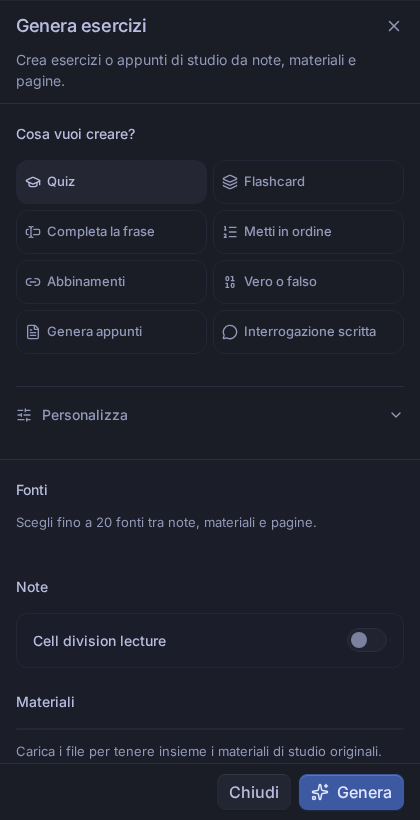 Genera esercizi
Crea esercizi o appunti di studio da note, materiali e
pagine.
Cosa vuoi creare?
Quiz
Flashcard
Completa la frase
Metti in ordine
Abbinamenti
Vero o falso
Genera appunti
Interrogazione scritta
Personalizza
Fonti
Scegli fino a 20 fonti tra note, materiali e pagine.
Note
Cell division lecture
Materiali
Carica i file per tenere insieme i materiali di studio originali.
Chiudi
Genera